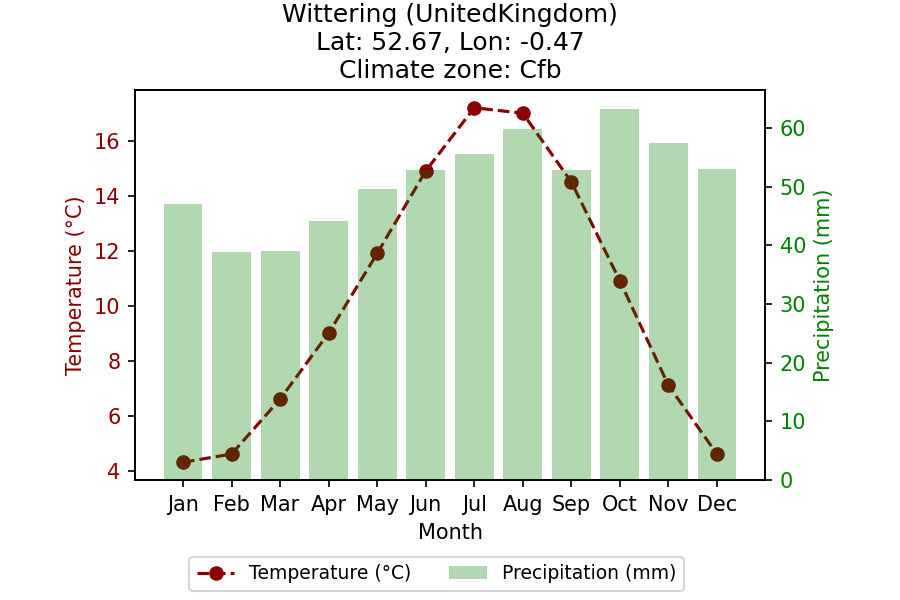 Wittering (UnitedKingdom)
Lat: 52.67, Lon: -0.47
Climate zone: Cfb
Temperature (°C)
16
14
12
10
8
6
4
60
50
40
30
20
10
0
Precipitation (mm)
Jan Feb Mar Apr May Jun Jul Aug Sep Oct Nov Dec
Month
Temperature (°C) Precipitation (mm)